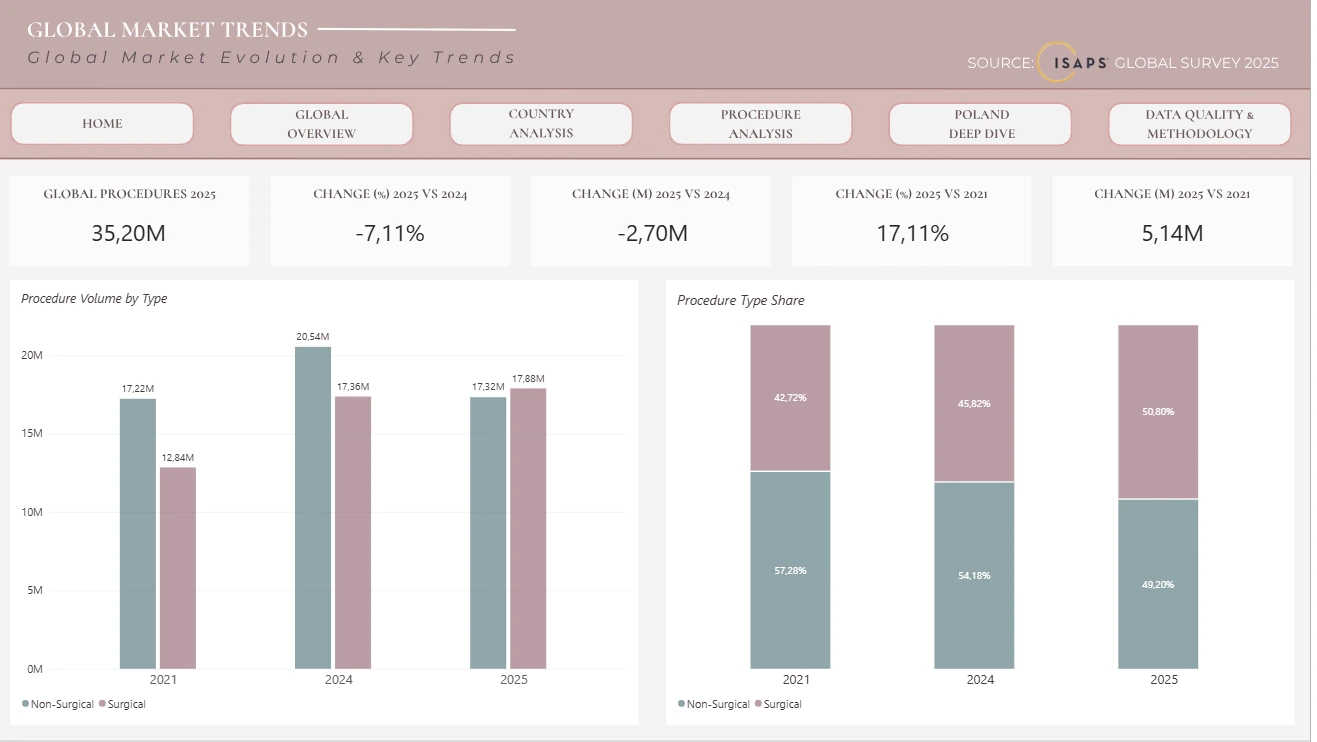 GLOBAL MARKET TRENDS
Global Market Evolution & Key Trends
SOURCE: ISAPS GLOBAL SURVEY 2025
HOME
GLOBAL
OVERVIEW
COUNTRY
ANALYSIS
PROCEDURE
ANALYSIS
POLAND
DEEP DIVE
DATA QUALITY &
METHODOLOGY
GLOBAL PROCEDURES 2025
35,20M
CHANGE (%) 2025 VS 2024
-7,11%
CHANGE (M) 2025 VS 2024
-2,70M
CHANGE (%) 2025 VS 2021
17,11%
CHANGE (M) 2025 VS 2021
5,14M
Procedure Volume by Type
20M
15M
10M
5M
0M
17,22M
12,84M
20,54M
17,36M
17,32M
17,88M
2021
2024
2025
Non-Surgical
Surgical
Procedure Type Share
42,72%
57,28%
45,82%
54,18%
50,80%
49,20%
2021
2024
2025
Non-Surgical
Surgical